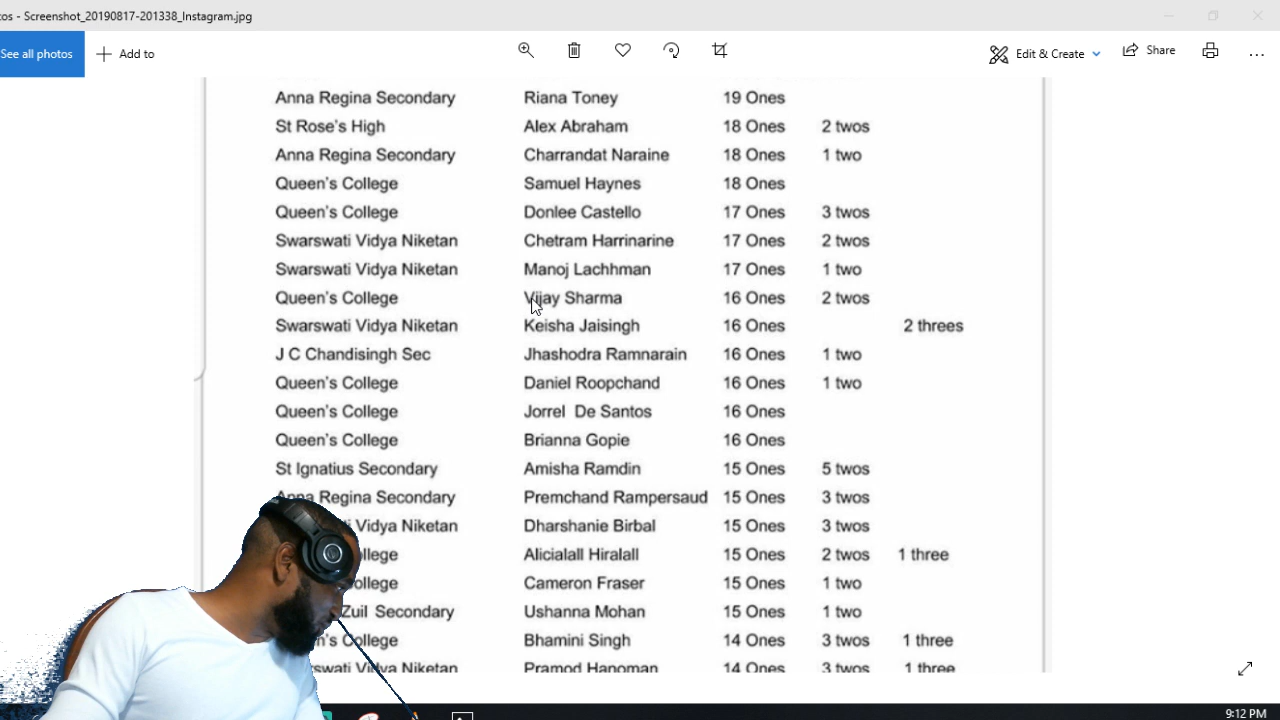 os - Screenshot_20190817-201338_Instagram.jpg
See all photos + Add to Edit & Create Share ...
Anna Regina Secondary Riana Toney 19 Ones
St Rose's High Alex Abraham 18 Ones 2 twos
Anna Regina Secondary Charrandat Naraine 18 Ones 1 two
Queen's College Samuel Haynes 18 Ones
Queen's College Donlee Castello 17 Ones 3 twos
Swarswati Vidya Niketan Chetram Harrinarine 17 Ones 2 twos
Swarswati Vidya Niketan Manoj Lachhman 17 Ones 1 two
Queen's College Vijay Sharma 16 Ones 2 twos
Swarswati Vidya Niketan Keisha Jaisingh 16 Ones 2 threes
J C Chandisingh Sec Jhashodra Ramnarain 16 Ones 1 two
Queen's College Daniel Roopchand 16 Ones 1 two
Queen's College Jorrel De Santos 16 Ones
Queen's College Brianna Gopie 16 Ones
St Ignatius Secondary Amisha Ramdin 15 Ones 5 twos
Anna Regina Secondary Premchand Rampersaud 15 Ones 3 twos
ti Vidya Niketan Dharshanie Birbal 15 Ones 3 twos
llege Alicialall Hiralall 15 Ones 2 twos 1 three
ollege Cameron Fraser 15 Ones 1 two
Zuil Secondary Ushanna Mohan 15 Ones 1 two
n's College Bhamini Singh 14 Ones 3 twos 1 three
rswati Vidya Niketan Pramod Hanoman 14 Ones 3 twos 1 three
9:12 PM